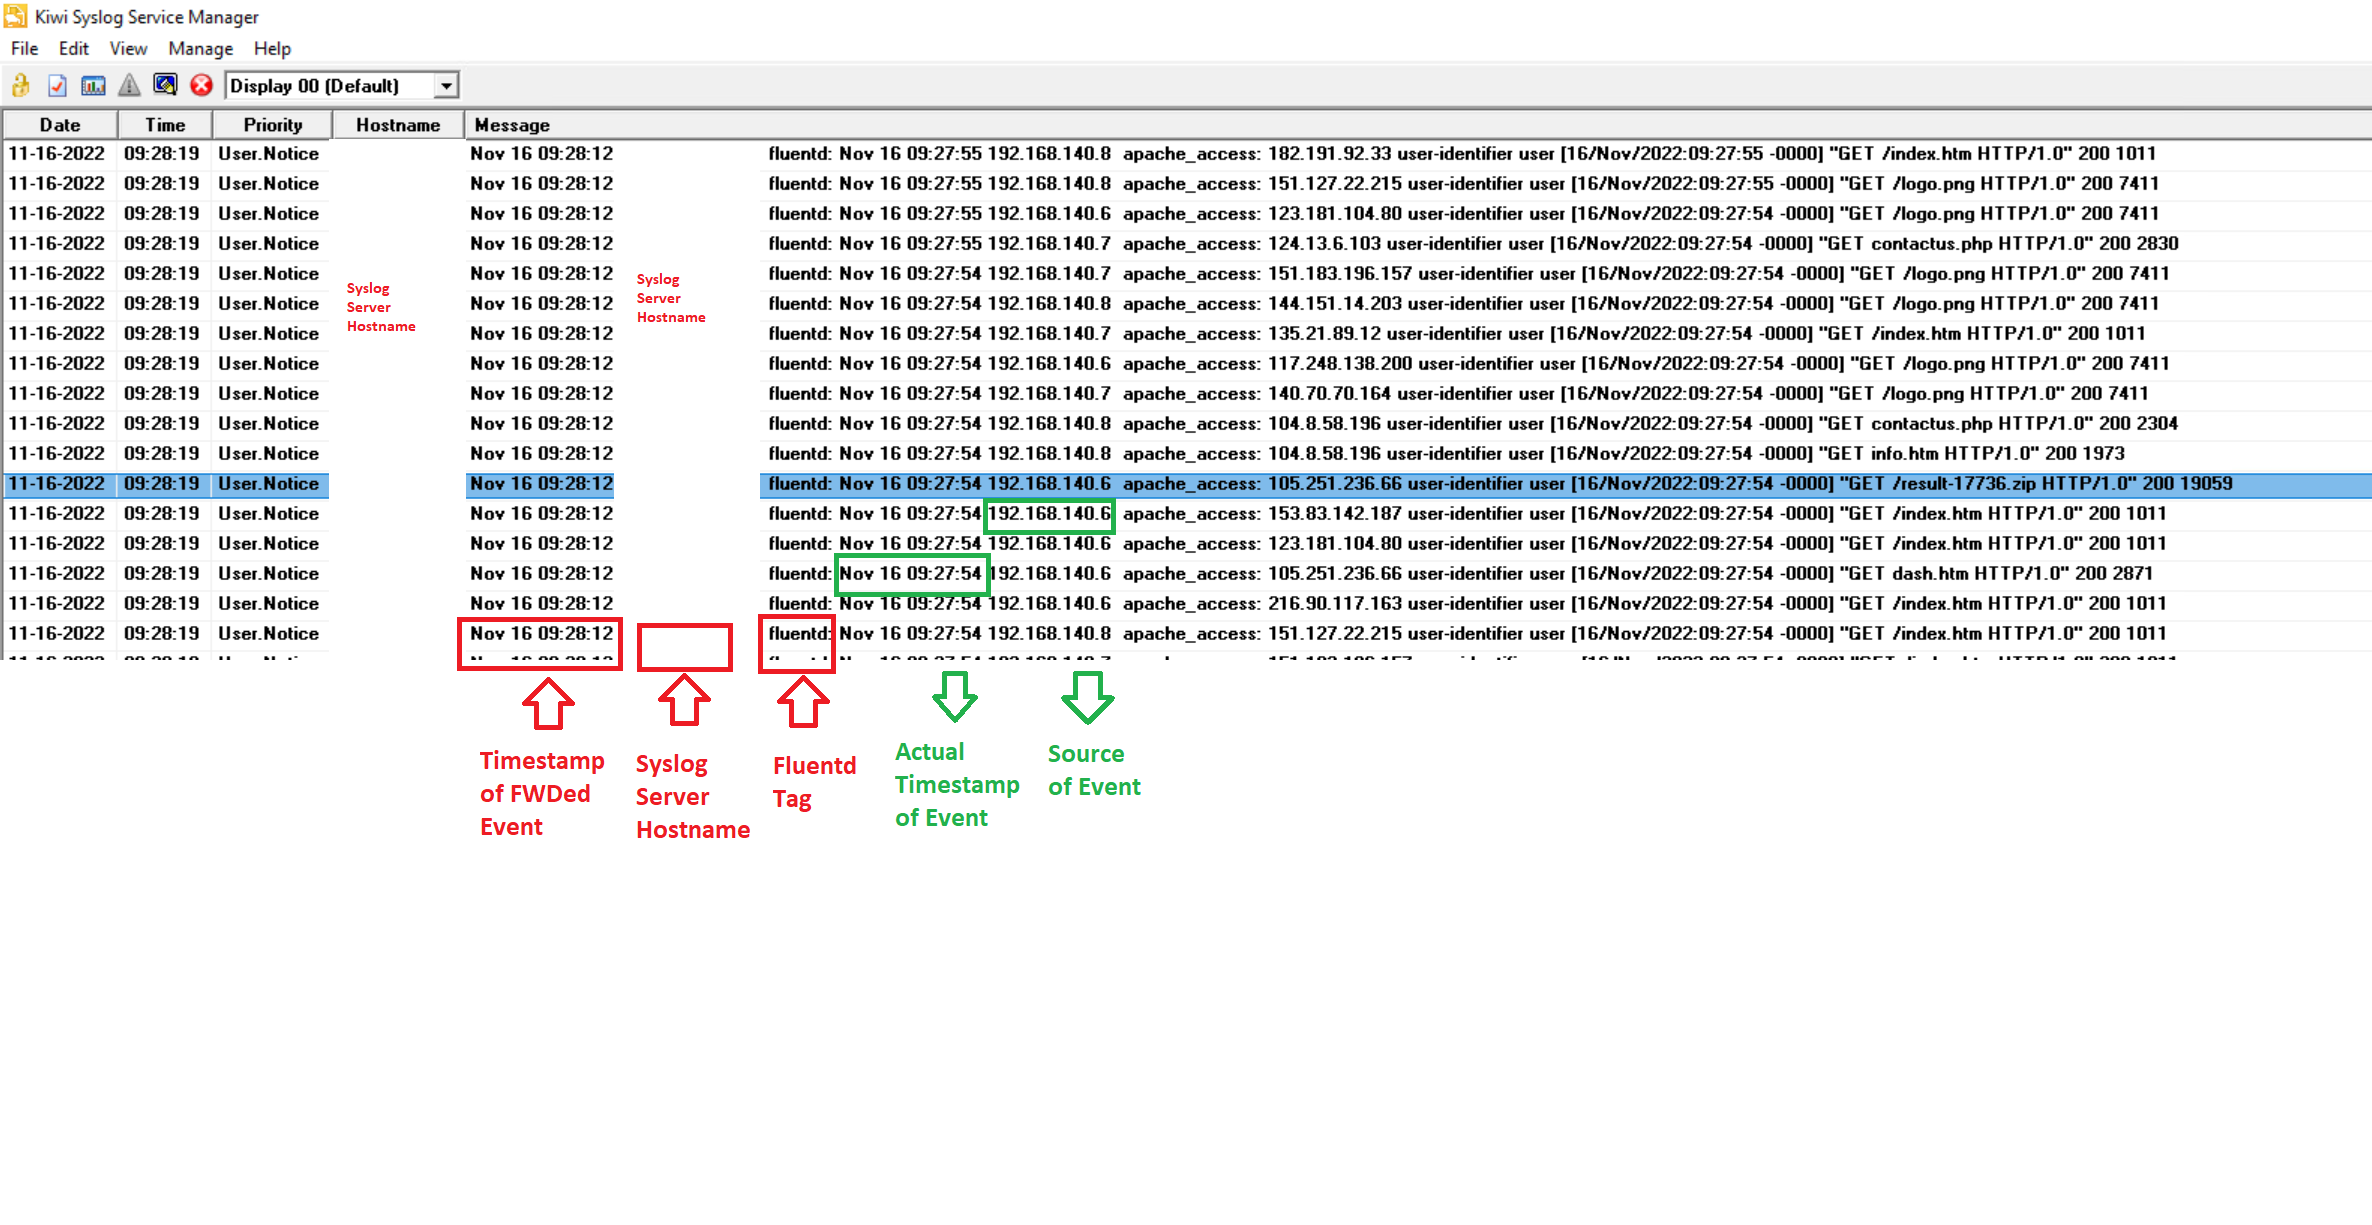 Kiwi Syslog Service Manager
File Edit View Manage Help
Display 00 (Default)
Date Time Priority Hostname Message
11-16-2022 09:28:19 User.Notice Nov 16 09:28:12 fluentd: Nov 16 09:27:55 192.168.140.8 apache_access: 182.191.92.33 user-identifier user [16/Nov/2022:09:27:55 -0000] "GET /index.htm HTTP/1.0" 200 1011
11-16-2022 09:28:19 User.Notice Nov 16 09:28:12 fluentd: Nov 16 09:27:55 192.168.140.8 apache_access: 151.127.22.215 user-identifier user [16/Nov/2022:09:27:55 -0000] "GET /logo.png HTTP/1.0" 200 7411
11-16-2022 09:28:19 User.Notice Nov 16 09:28:12 fluentd: Nov 16 09:27:55 192.168.140.6 apache_access: 123.181.104.80 user-identifier user [16/Nov/2022:09:27:54 -0000] "GET /logo.png HTTP/1.0" 200 7411
11-16-2022 09:28:19 User.Notice Nov 16 09:28:12 fluentd: Nov 16 09:27:55 192.168.140.7 apache_access: 124.13.6.103 user-identifier user [16/Nov/2022:09:27:54 -0000] "GET contactus.php HTTP/1.0" 200 2830
11-16-2022 09:28:19 User.Notice Nov 16 09:28:12 fluentd: Nov 16 09:27:54 192.168.140.7 apache_access: 151.183.196.157 user-identifier user [16/Nov/2022:09:27:54 -0000] "GET /logo.png HTTP/1.0" 200 7411
11-16-2022 09:28:19 User.Notice Nov 16 09:28:12 fluentd: Nov 16 09:27:54 192.168.140.8 apache_access: 144.151.14.203 user-identifier user [16/Nov/2022:09:27:54 -0000] "GET /logo.png HTTP/1.0" 200 7411
11-16-2022 09:28:19 User.Notice Nov 16 09:28:12 fluentd: Nov 16 09:27:54 192.168.140.7 apache_access: 135.21.89.12 user-identifier user [16/Nov/2022:09:27:54 -0000] "GET /index.htm HTTP/1.0" 200 1011
11-16-2022 09:28:19 User.Notice Nov 16 09:28:12 fluentd: Nov 16 09:27:54 192.168.140.6 apache_access: 117.248.138.200 user-identifier user [16/Nov/2022:09:27:54 -0000] "GET /logo.png HTTP/1.0" 200 7411
11-16-2022 09:28:19 User.Notice Nov 16 09:28:12 fluentd: Nov 16 09:27:54 192.168.140.7 apache_access: 140.70.70.164 user-identifier user [16/Nov/2022:09:27:54 -0000] "GET /logo.png HTTP/1.0" 200 7411
11-16-2022 09:28:19 User.Notice Nov 16 09:28:12 fluentd: Nov 16 09:27:54 192.168.140.8 apache_access: 104.8.58.196 user-identifier user [16/Nov/2022:09:27:54 -0000] "GET contactus.php HTTP/1.0" 200 2304
11-16-2022 09:28:19 User.Notice Nov 16 09:28:12 fluentd: Nov 16 09:27:54 192.168.140.8 apache_access: 104.8.58.196 user-identifier user [16/Nov/2022:09:27:54 -0000] "GET info.htm HTTP/1.0" 200 1973
11-16-2022 09:28:19 User.Notice Nov 16 09:28:12 fluentd: Nov 16 09:27:54 192.168.140.6 apache_access: 105.251.236.66 user-identifier user [16/Nov/2022:09:27:54 -0000] "GET /result-17736.zip HTTP/1.0" 200 19059
11-16-2022 09:28:19 User.Notice Nov 16 09:28:12 fluentd: Nov 16 09:27:54 192.168.140.6 apache_access: 153.83.142.187 user-identifier user [16/Nov/2022:09:27:54 -0000] "GET /index.htm HTTP/1.0" 200 1011
11-16-2022 09:28:19 User.Notice Nov 16 09:28:12 fluentd: Nov 16 09:27:54 192.168.140.6 apache_access: 123.181.104.80 user-identifier user [16/Nov/2022:09:27:54 -0000] "GET /index.htm HTTP/1.0" 200 1011
11-16-2022 09:28:19 User.Notice Nov 16 09:28:12 fluentd: Nov 16 09:27:54 192.168.140.6 apache_access: 105.251.236.66 user-identifier user [16/Nov/2022:09:27:54 -0000] "GET dash.htm HTTP/1.0" 200 2871
11-16-2022 09:28:19 User.Notice Nov 16 09:28:12 fluentd: Nov 16 09:27:54 192.168.140.6 apache_access: 216.90.117.163 user-identifier user [16/Nov/2022:09:27:54 -0000] "GET /index.htm HTTP/1.0" 200 1011
11-16-2022 09:28:19 User.Notice Nov 16 09:28:12 fluentd: Nov 16 09:27:54 192.168.140.8 apache_access: 151.127.22.215 user-identifier user [16/Nov/2022:09:27:54 -0000] "GET /index.htm HTTP/1.0" 200 1011
Syslog
Server
Hostname
Syslog
Server
Hostname
Timestamp
of FWDed
Event
Syslog
Server
Hostname
Fluentd
Tag
Actual
Timestamp
of Event
Source
of Event